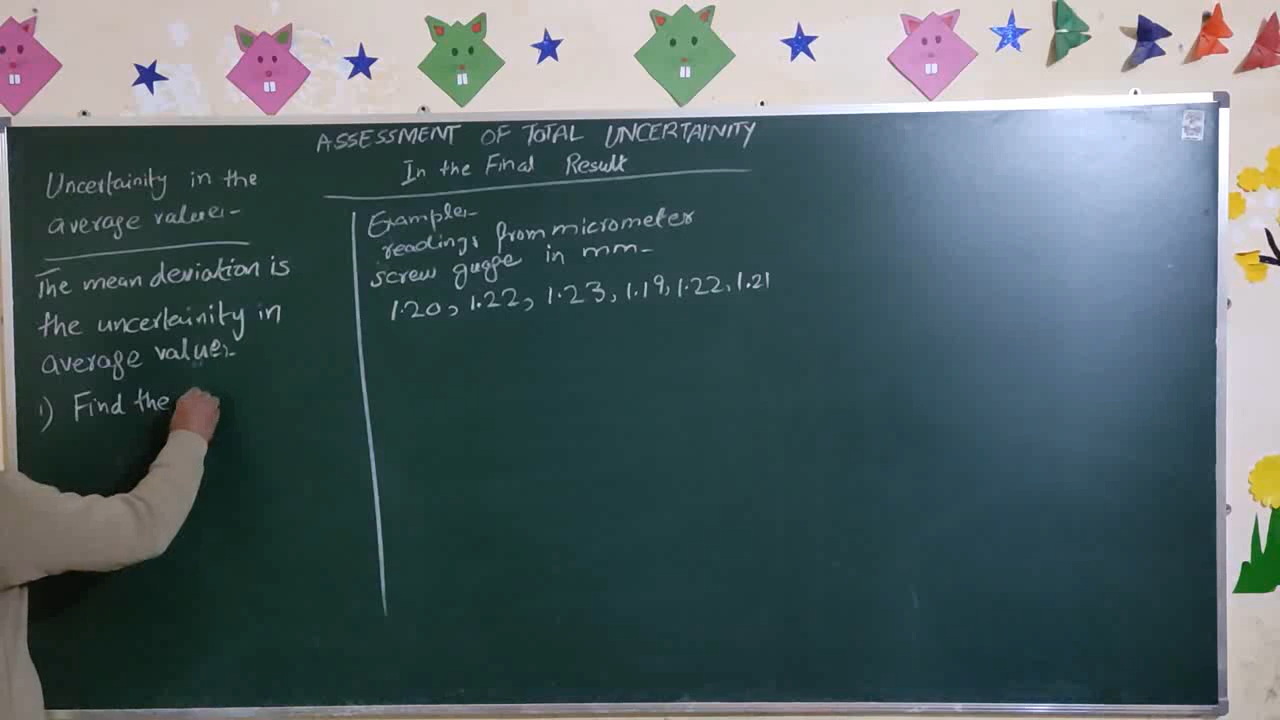 ASSESSMENT OF TOTAL UNCERTAINITY
In the Final Result
Uncertainity in the
average value:-
The mean deviation is
the uncertainity in
average value:-
1) Find the
Example:-
readings from micrometer
screw guage in mm-
1.20, 1.22, 1.23, 1.19, 1.22, 1.21